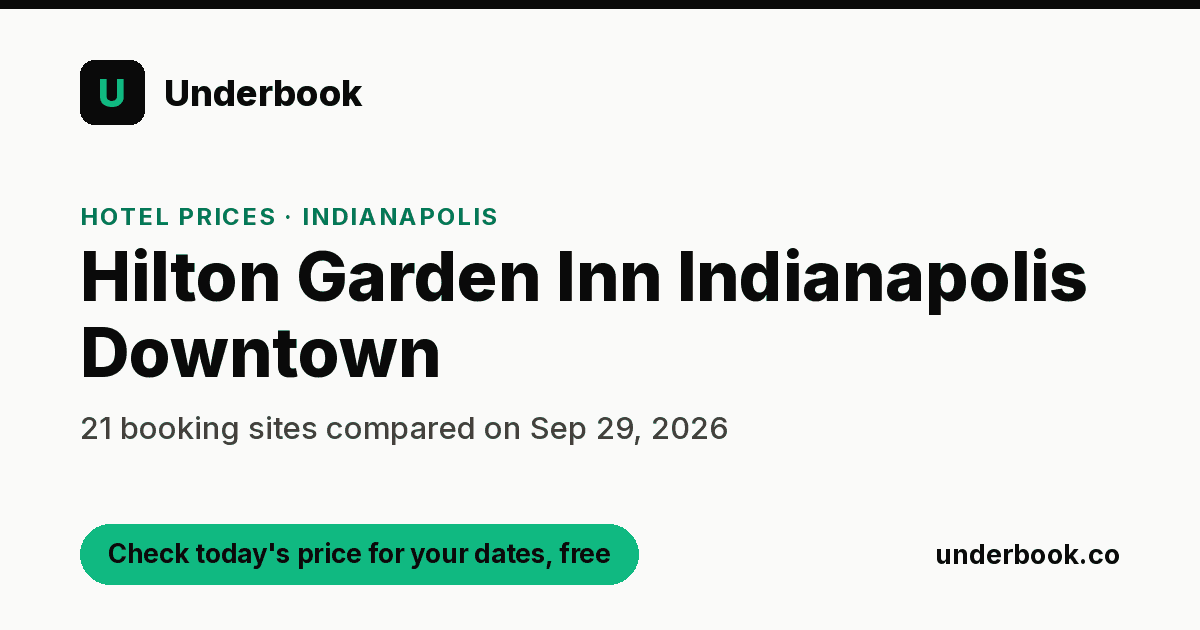 U Underbook
HOTEL PRICES · INDIANAPOLIS
Hilton Garden Inn Indianapolis
Downtown
21 booking sites compared on Sep 29, 2026
Check today's price for your dates, free
underbook.co